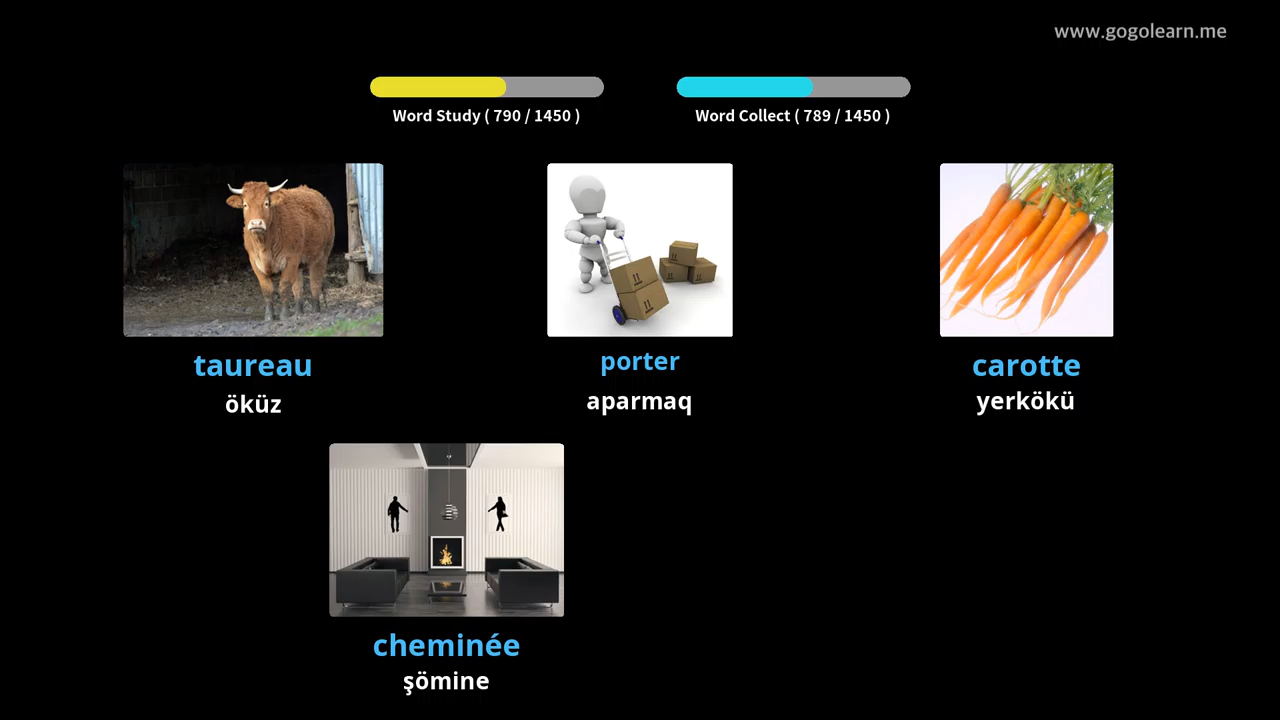 www.gogolearn.me
Word Study ( 790 / 1450 )
Word Collect ( 789 / 1450 )
taureau
öküz
porter
aparmaq
carotte
yerkökü
cheminée
şömine